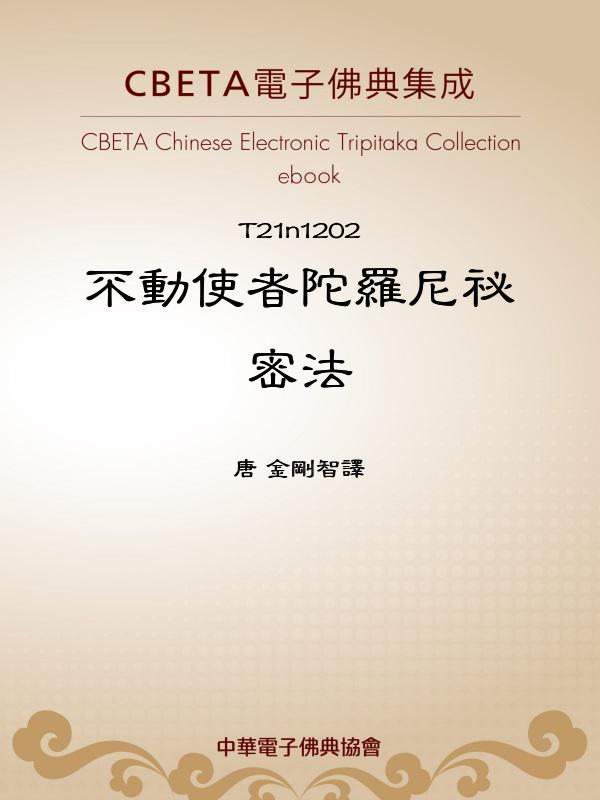 CBETA電子佛典集成
CBETA Chinese Electronic Tripitaka Collection
ebook
T21n1202
不動使者陀羅尼祕
密法
唐 金剛智譯
中華電子佛典協會